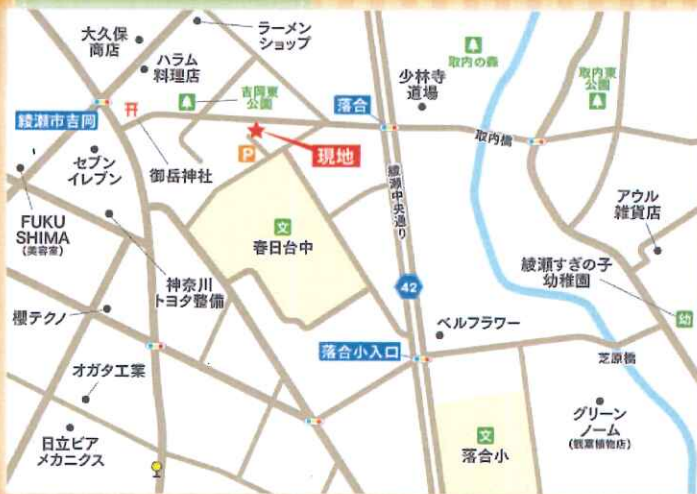 大久保
商店
ラーメン
ショップ
ハラム
料理店
吉岡東
公園
綾瀬市吉岡
セブン
イレブン
御岳神社
P
現地
落合
少林寺
道場
取内の森
取内東
公園
取内橋
綾瀬中央通り
アウル
雑貨店
FUKU
SHIMA
(美容室)
文
春日台中
神奈川
トヨタ整備
42
綾瀬すぎの子
幼稚園
幼
櫻テクノ
ベルフラワー
落合小入口
芝原橋
オガタ工業
日立ビア
メカニクス
文
落合小
グリーン
ノーム
(観葉植物店)